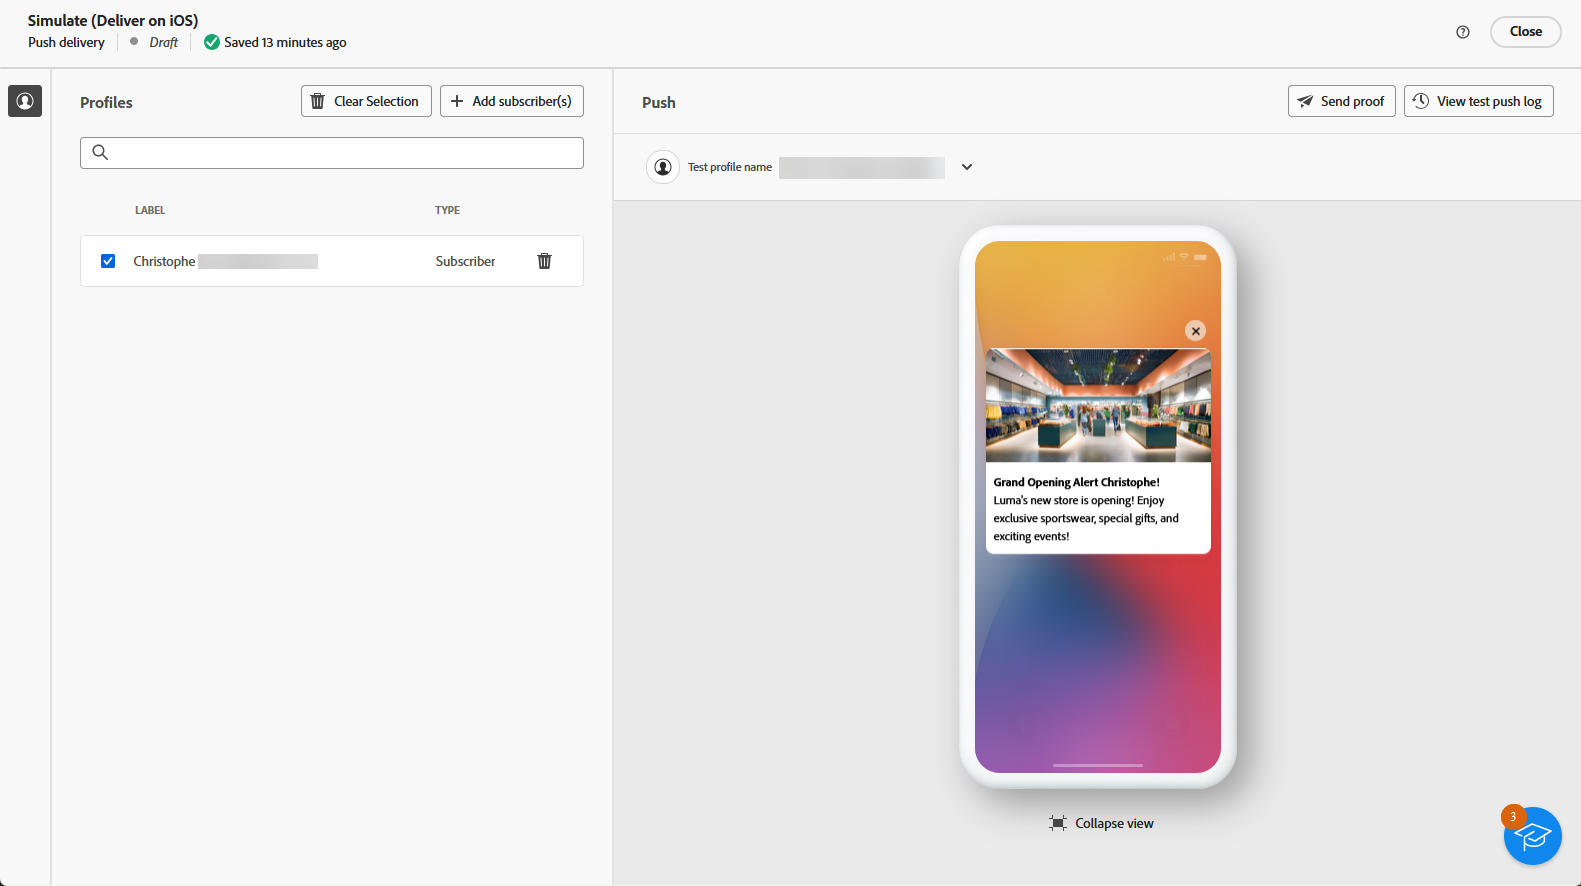 Simulate (Deliver on iOS)
Push delivery
Draft
Saved 13 minutes ago
Close
Profiles
Clear Selection
Add subscriber(s)
LABEL
TYPE
Christophe
Subscriber
Push
Send proof
View test push log
Test profile name
Grand Opening Alert Christophe!
Luma's new store is opening! Enjoy
exclusive sportswear, special gifts, and
exciting events!
Collapse view
3